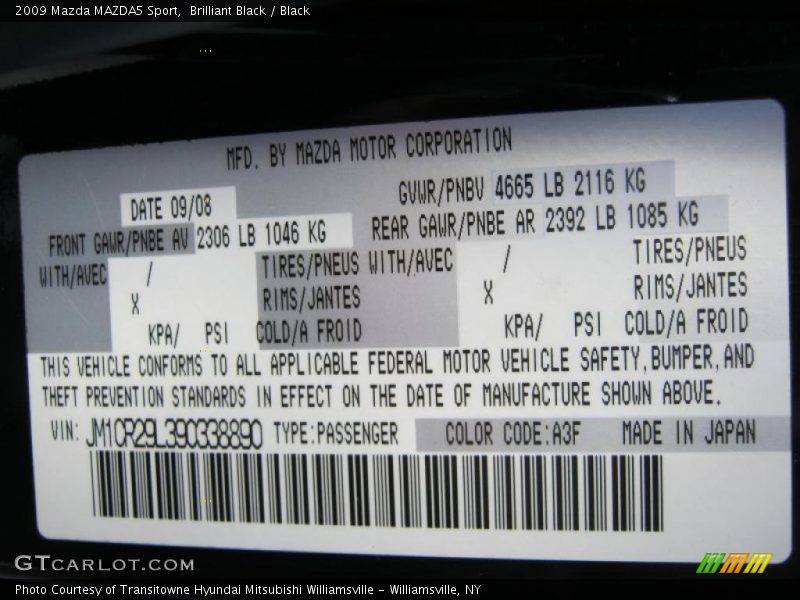 2009 Mazda MAZDA5 Sport,  Brilliant Black / Black
MFD. BY MAZDA MOTOR CORPORATION
DATE 09/08 GVWR/PNBV 4665 LB 2116 KG
FRONT GAWR/PNBE AV 2306 LB 1046 KG REAR GAWR/PNBE AR 2392 LB 1085 KG
WITH/AVEC / TIRES/PNEUS WITH/AVEC / TIRES/PNEUS
X RIMS/JANTES X RIMS/JANTES
KPA/ PSI COLD/A FROID KPA/ PSI COLD/A FROID
THIS VEHICLE CONFORMS TO ALL APPLICABLE FEDERAL MOTOR VEHICLE SAFETY, BUMPER, AND
THEFT PREVENTION STANDARDS IN EFFECT ON THE DATE OF MANUFACTURE SHOWN ABOVE.
VIN: JM1CR29L390338890 TYPE:PASSENGER COLOR CODE:A3F MADE IN JAPAN
GTCARLOT.COM
Photo Courtesy of Transitowne Hyundai Mitsubishi Williamsville - Williamsville, NY